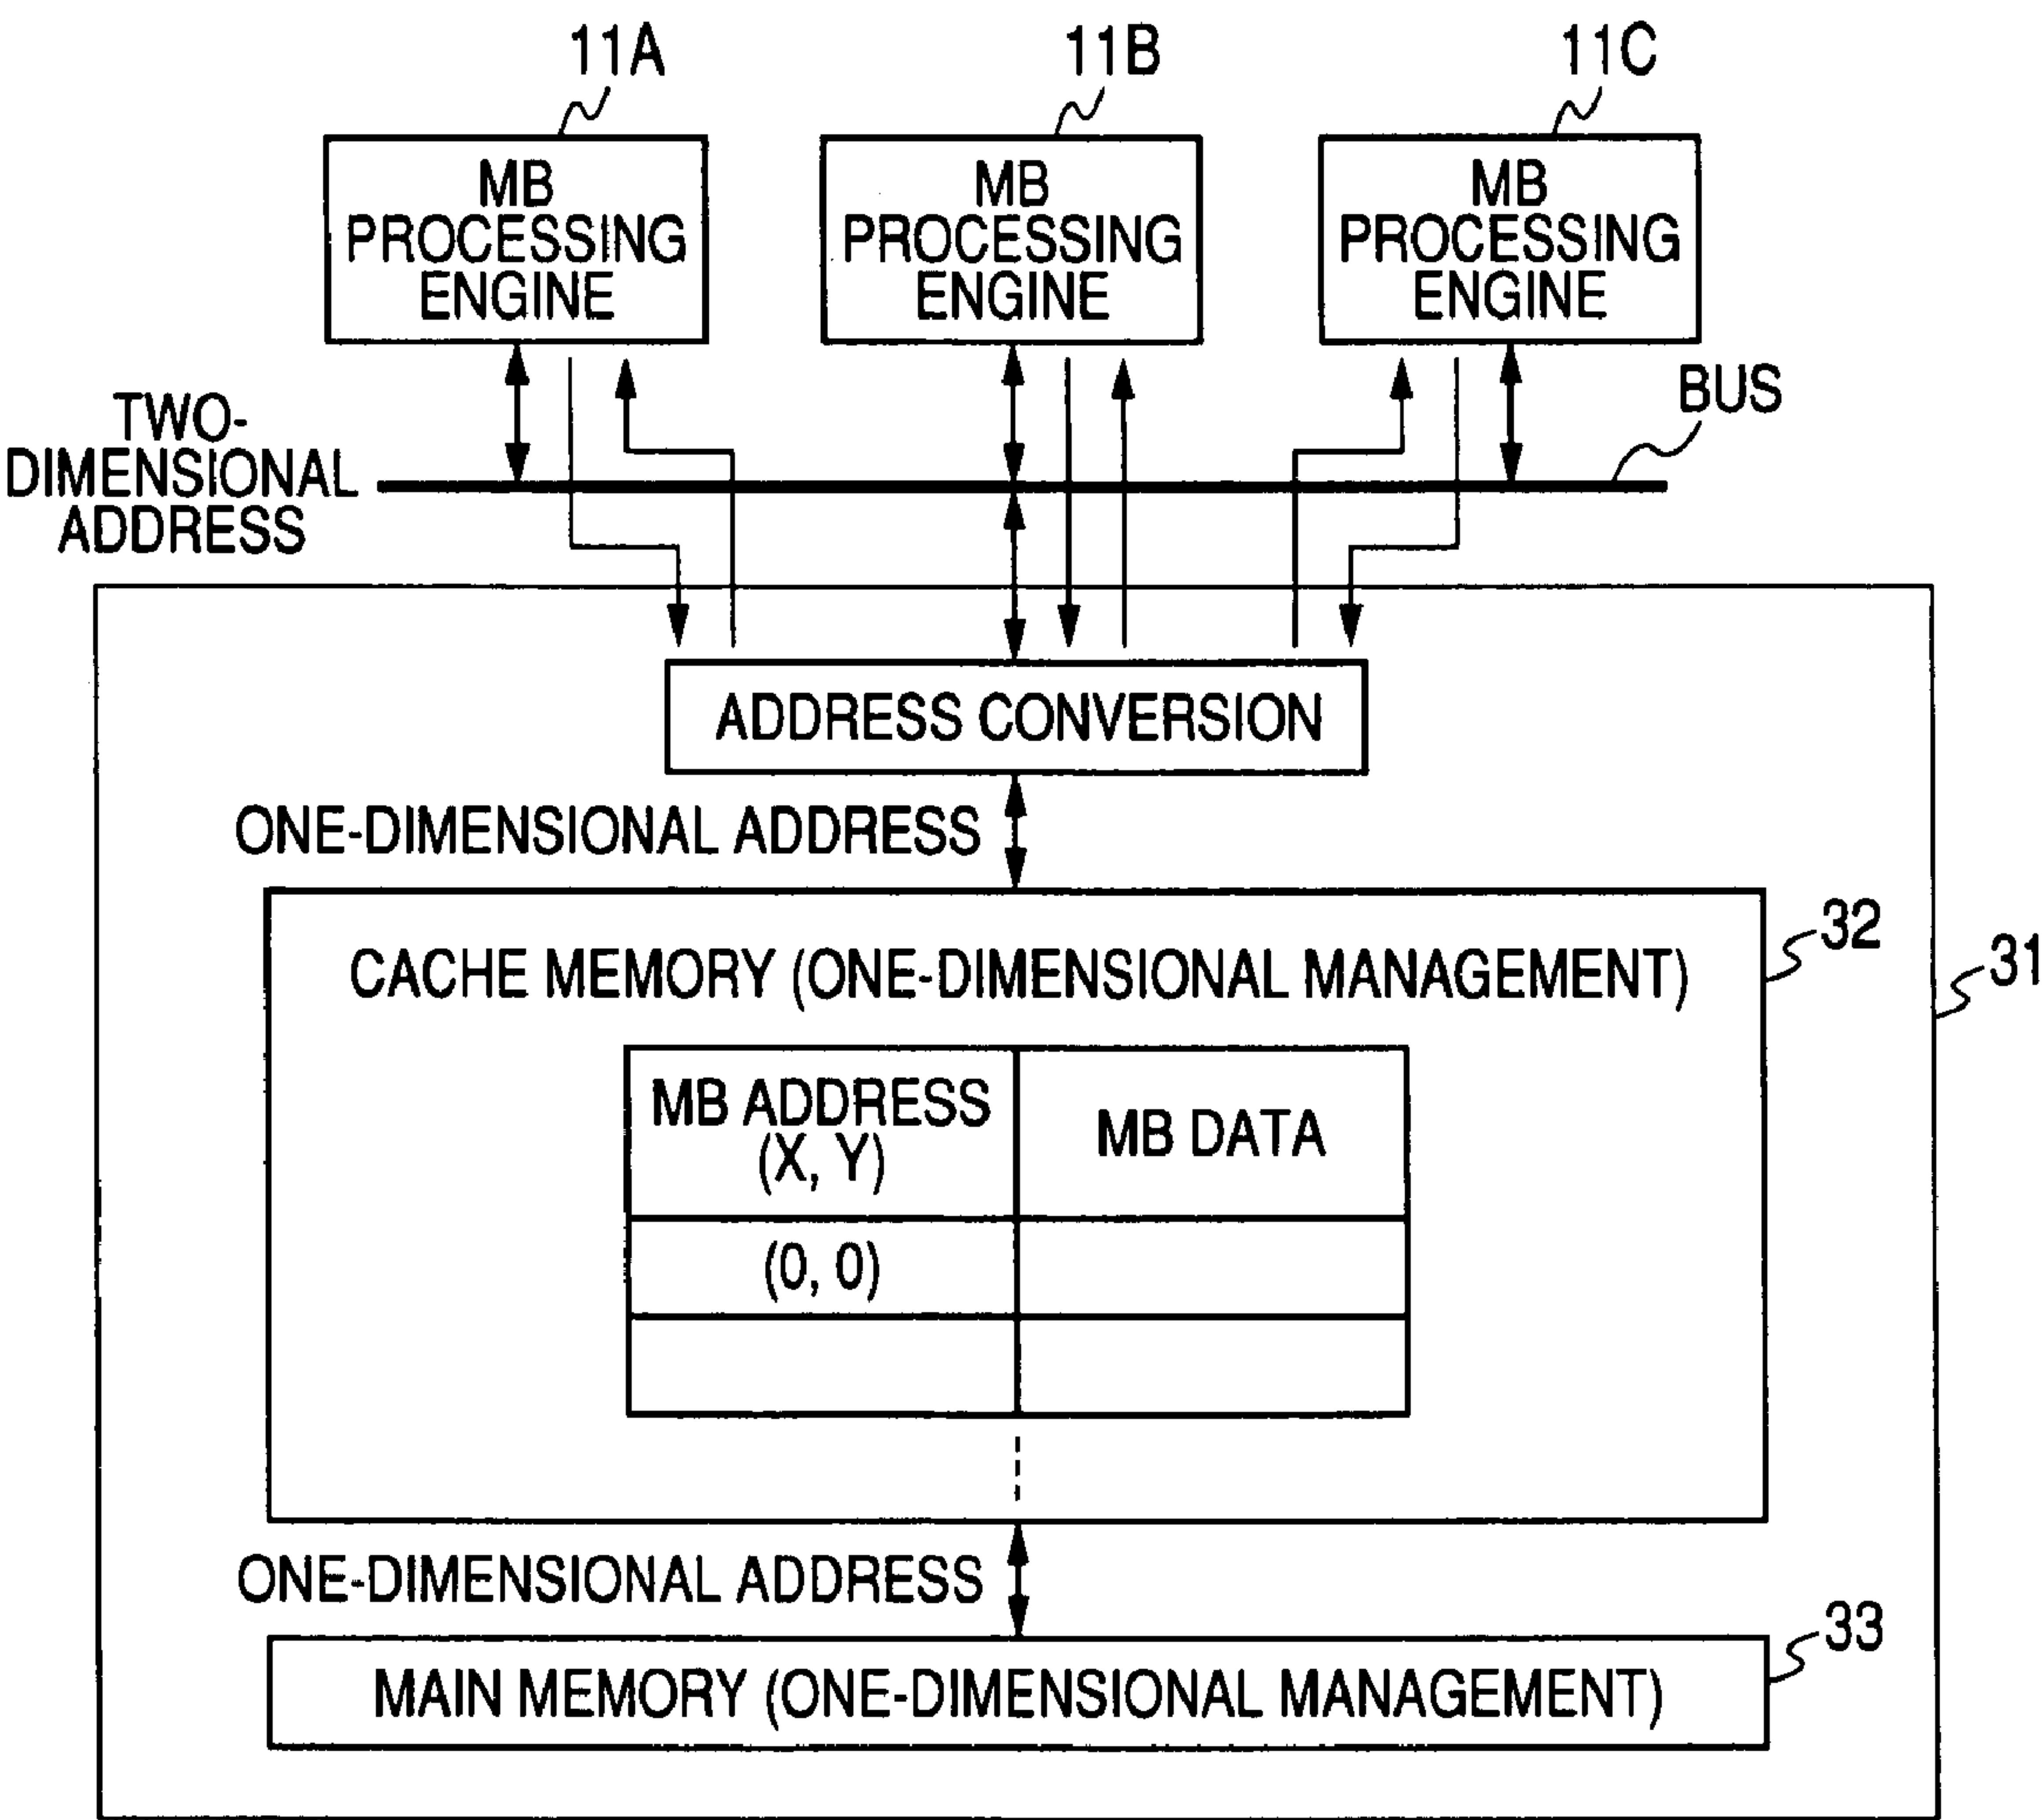 11A
11B
11C
MB
PROCESSING
ENGINE
MB
PROCESSING
ENGINE
MB
PROCESSING
ENGINE
TWO-
DIMENSIONAL
ADDRESS
BUS
ADDRESS CONVERSION
ONE-DIMENSIONAL ADDRESS
32
31
CACHE MEMORY (ONE-DIMENSIONAL MANAGEMENT)
MB ADDRESS
(X, Y)
MB DATA
(0, 0)
ONE-DIMENSIONAL ADDRESS
33
MAIN MEMORY (ONE-DIMENSIONAL MANAGEMENT)